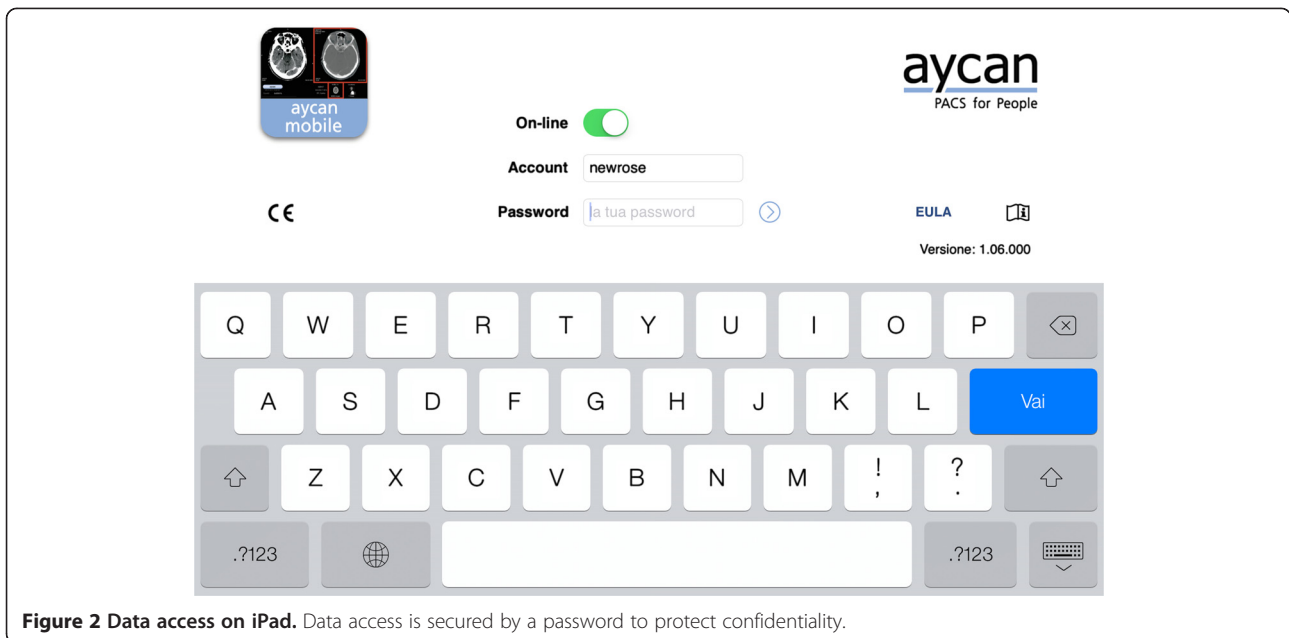 aycan
mobile
aycan
PACS for People
On-line
Account newrose
CE Password la tua password EULA
Versione: 1.06.000
Q W E R T Y U I O P
A S D F G H J K L Vai
Z X C V B N M ! , ? .
.?123 .?123
Figure 2 Data access on iPad. Data access is secured by a password to protect confidentiality.